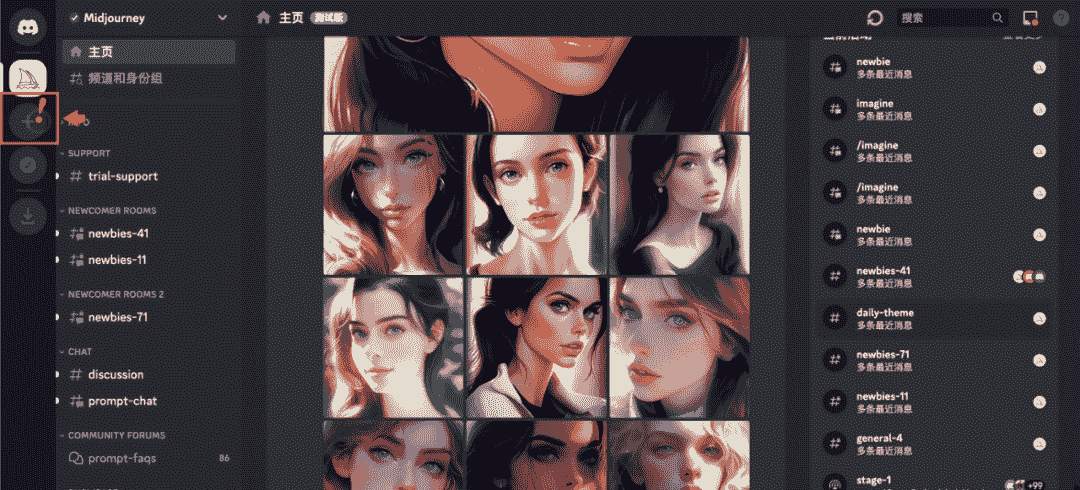 Midjourney
主页
测试版
搜索
主页
频道和身份组
SUPPORT
trial-support
NEWCOMER ROOMS
newbies-41
newbies-11
NEWCOMER ROOMS 2
newbies-71
CHAT
discussion
prompt-chat
COMMUNITY FORUMS
prompt-faqs
86
newbie
多条最近消息
imagine
多条最近消息
/imagine
多条最近消息
/imagine
多条最近消息
newbie
多条最近消息
newbies-41
多条最近消息
daily-theme
多条最近消息
newbies-71
多条最近消息
newbies-11
多条最近消息
general-4
多条最近消息
stage-1
+99